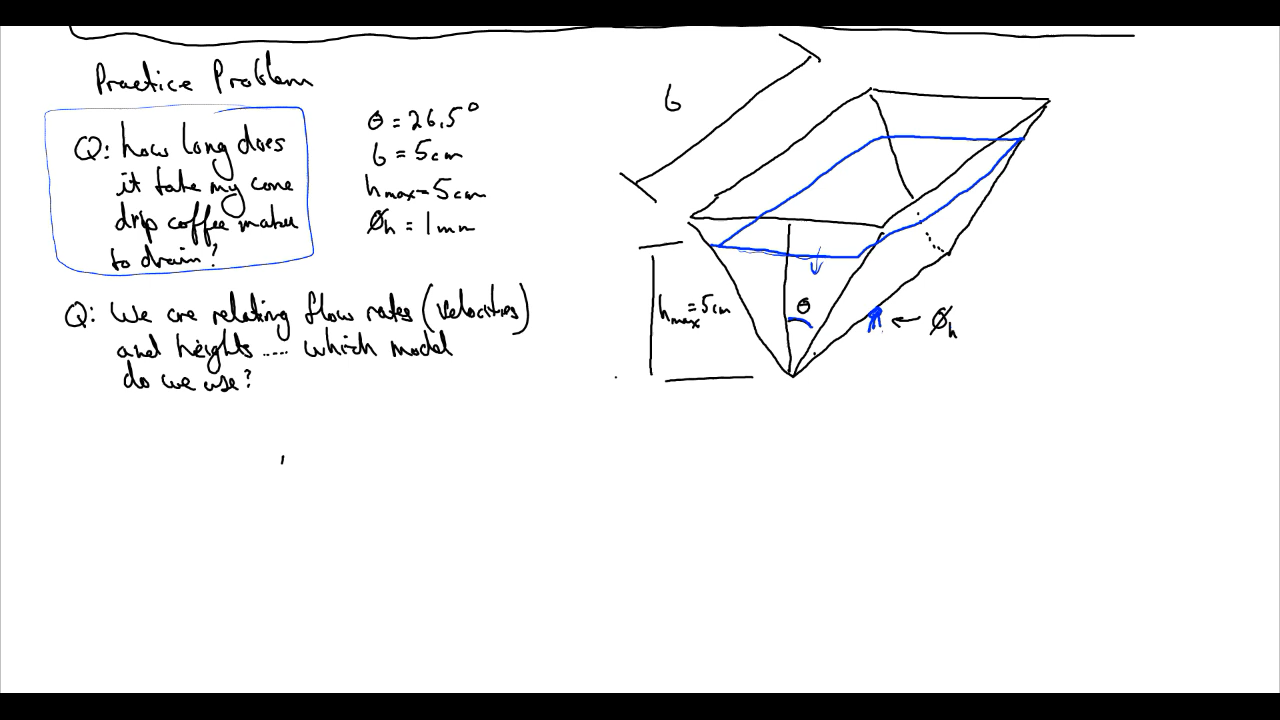 Practice Problem
Q: how long does
it take my cone
drip coffee maker
to drain?
θ = 26.5°
b = 5cm
hmax = 5cm
Øh = 1mm
Q: We are relating flow rates (velocities)
and heights ..... which model
do we use?
b
hmax = 5cm
θ
← Øh